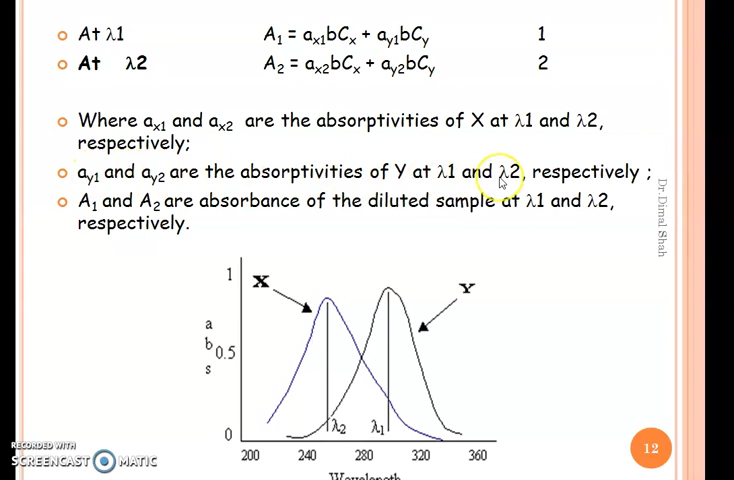 At λ1 A1 = ax1bCx + ay1bCy 1
At λ2 A2 = ax2bCx + ay2bCy 2
Where ax1 and ax2 are the absorptivities of X at λ1 and λ2,
respectively;
ay1 and ay2 are the absorptivities of Y at λ1 and λ2, respectively ;
A1 and A2 are absorbance of the diluted sample at λ1 and λ2,
respectively.
Dr.Dimal Shah
X
Y
1
a
b
s
0.5
0
λ2
λ1
200 240 280 320 360
Wavelength
RECORDED WITH
SCREENCAST MATIC
12